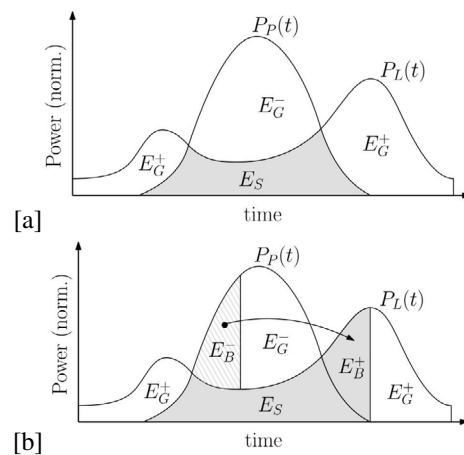 P_P(t)
P_L(t)
E_G^-
E_G^+
E_G^+
E_S
Power (norm.)
time
[a]
P_P(t)
P_L(t)
E_B^-
E_G^-
E_B^+
E_G^+
E_G^+
E_S
Power (norm.)
time
[b]